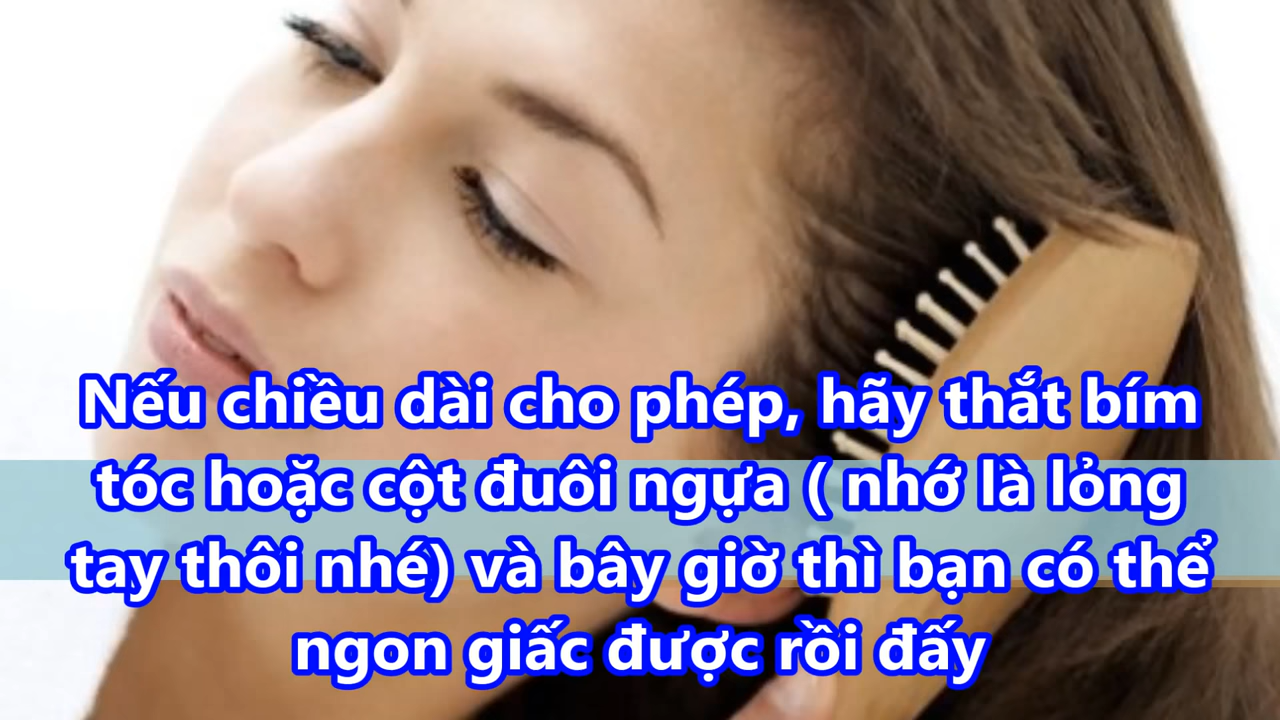 Nếu chiều dài cho phép, hãy thắt bím
tóc hoặc cột đuôi ngựa ( nhớ là lỏng
tay thôi nhé) và bây giờ thì bạn có thể
ngon giấc được rồi đấy